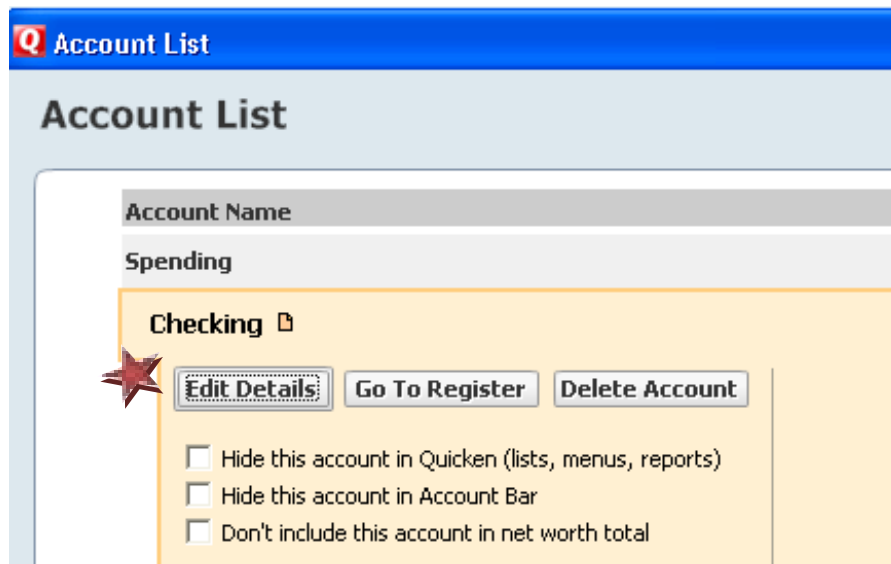 Q Account List
Account List
Account Name
Spending
Checking
Edit Details Go To Register Delete Account
Hide this account in Quicken (lists, menus, reports)
Hide this account in Account Bar
Don't include this account in net worth total